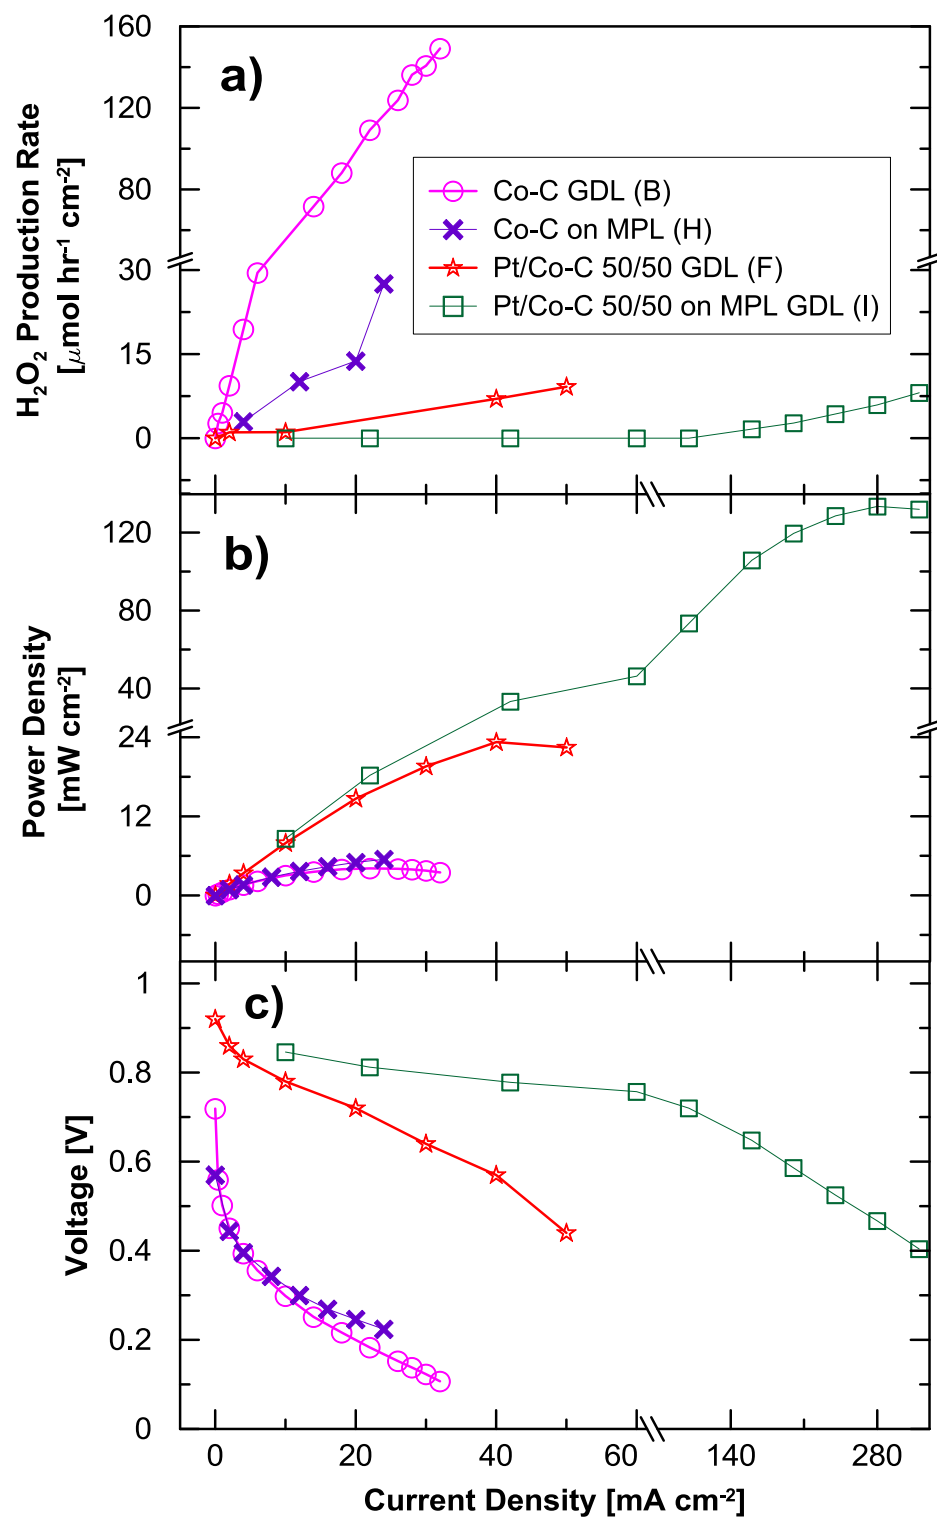 a)
H₂O₂ Production Rate
[μmol hr⁻¹ cm⁻²]
160
120
80
30
15
0
Co-C GDL (B)
Co-C on MPL (H)
Pt/Co-C 50/50 GDL (F)
Pt/Co-C 50/50 on MPL GDL (I)
b)
Power Density
[mW cm⁻²]
120
80
40
24
12
0
c)
Voltage [V]
1
0.8
0.6
0.4
0.2
0
0 20 40 60 140 280
Current Density [mA cm⁻²]